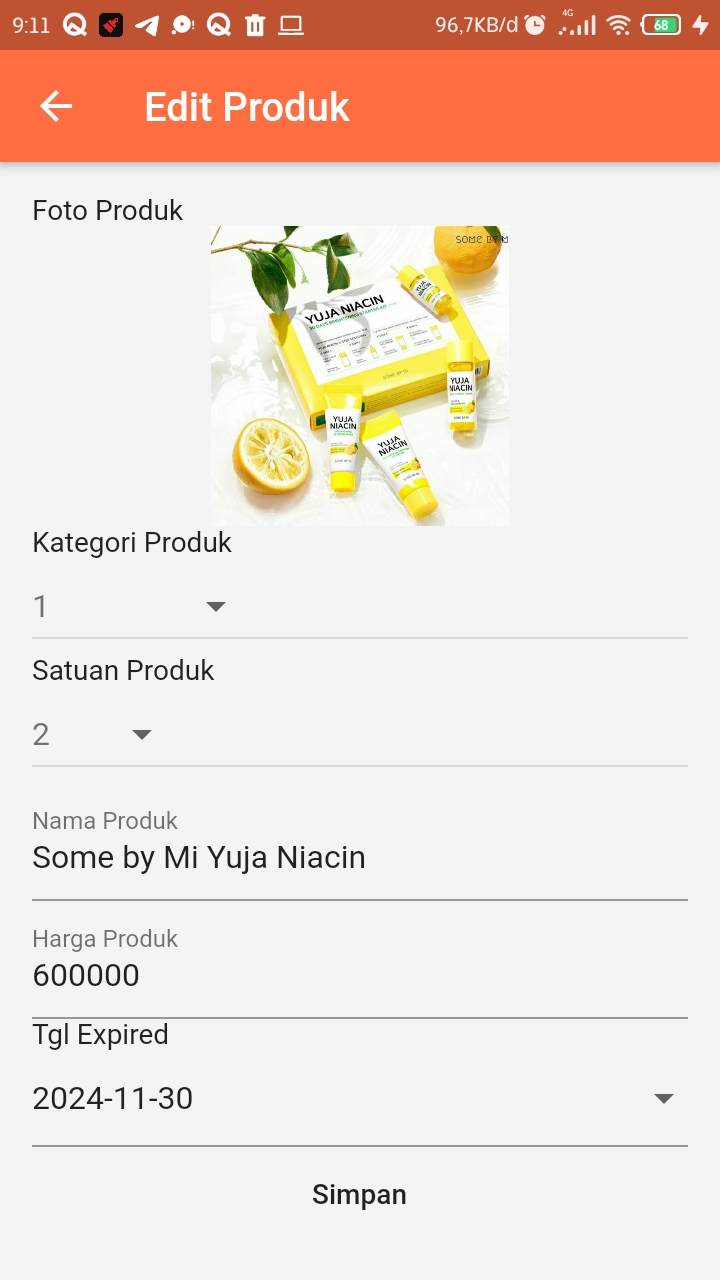 9:11
96,7KB/d
4G
68
Edit Produk
Foto Produk
SOME BY M
YUJA NIACIN
YUJA
NIACIN
YUJA
NIACIN
YUJA
NIACIN
YUJA
NIACIN
Kategori Produk
1
Satuan Produk
2
Nama Produk
Some by Mi Yuja Niacin
Harga Produk
600000
Tgl Expired
2024-11-30
Simpan